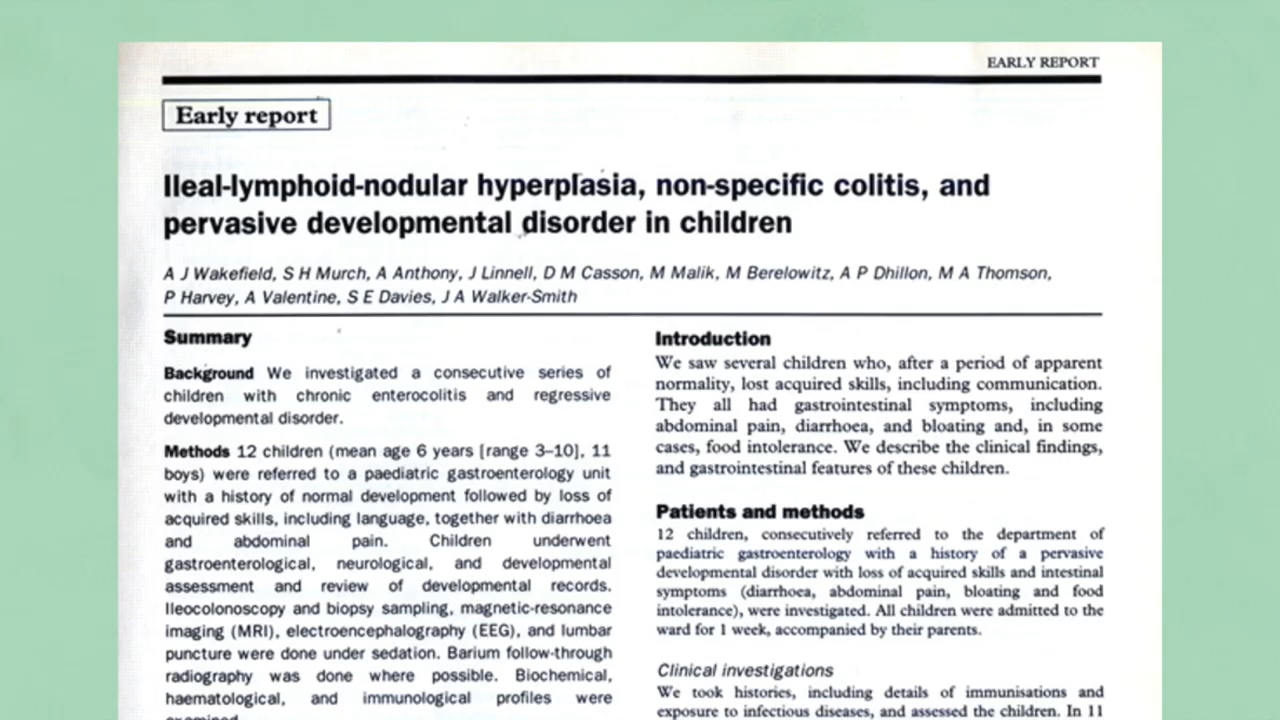 EARLY REPORT
Early report
Ileal-lymphoid-nodular hyperplasia, non-specific colitis, and
pervasive developmental disorder in children
A J Wakefield, S H Murch, A Anthony, J Linnell, D M Casson, M Malik, M Berelowitz, A P Dhillon, M A Thomson,
P Harvey, A Valentine, S E Davies, J A Walker-Smith
Summary
Background We investigated a consecutive series of
children with chronic enterocolitis and regressive
developmental disorder.
Methods 12 children (mean age 6 years [range 3–10], 11
boys) were referred to a paediatric gastroenterology unit
with a history of normal development followed by loss of
acquired skills, including language, together with diarrhoea
and abdominal pain. Children underwent
gastroenterological, neurological, and developmental
assessment and review of developmental records.
Ileocolonoscopy and biopsy sampling, magnetic-resonance
imaging (MRI), electroencephalography (EEG), and lumbar
puncture were done under sedation. Barium follow-through
radiography was done where possible. Biochemical,
haematological, and immunological profiles were
examined.
Introduction
We saw several children who, after a period of apparent
normality, lost acquired skills, including communication.
They all had gastrointestinal symptoms, including
abdominal pain, diarrhoea, and bloating and, in some
cases, food intolerance. We describe the clinical findings,
and gastrointestinal features of these children.
Patients and methods
12 children, consecutively referred to the department of
paediatric gastroenterology with a history of a pervasive
developmental disorder with loss of acquired skills and intestinal
symptoms (diarrhoea, abdominal pain, bloating and food
intolerance), were investigated. All children were admitted to the
ward for 1 week, accompanied by their parents.
Clinical investigations
We took histories, including details of immunisations and
exposure to infectious diseases, and assessed the children. In 11